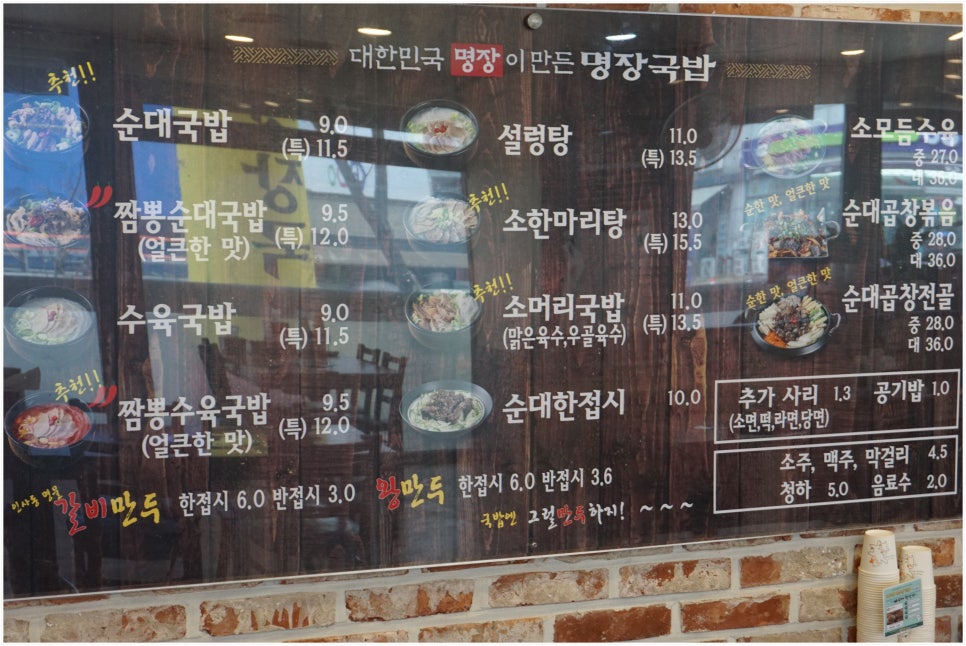 대한민국 명장이 만든 명장국밥
추천!!
순대국밥 9.0
(특) 11.5
짬뽕순대국밥 9.5
(얼큰한 맛) (특) 12.0
수육국밥 9.0
(특) 11.5
추천!!
짬뽕수육국밥 9.5
(얼큰한 맛) (특) 12.0
설렁탕 11.0
(특) 13.5
추천!!
소한마리탕 13.0
(특) 15.5
추천!!
소머리국밥 11.0
(맑은육수,우골육수) (특) 13.5
순대한접시 10.0
소모듬수육
중 27.0
대 36.0
순한 맛, 얼큰한 맛
순대곱창볶음
중 28.0
대 36.0
순한 맛, 얼큰한 맛
순대곱창전골
중 28.0
대 36.0
추가 사리 1.3 공기밥 1.0
(소면,떡,라면,당면)
소주, 맥주, 막걸리 4.5
청하 5.0 음료수 2.0
인사동 명물 갈비만두 한접시 6.0 반접시 3.0
왕만두 한접시 6.0 반접시 3.6
국밥엔 그럴만두하지! ~ ~ ~